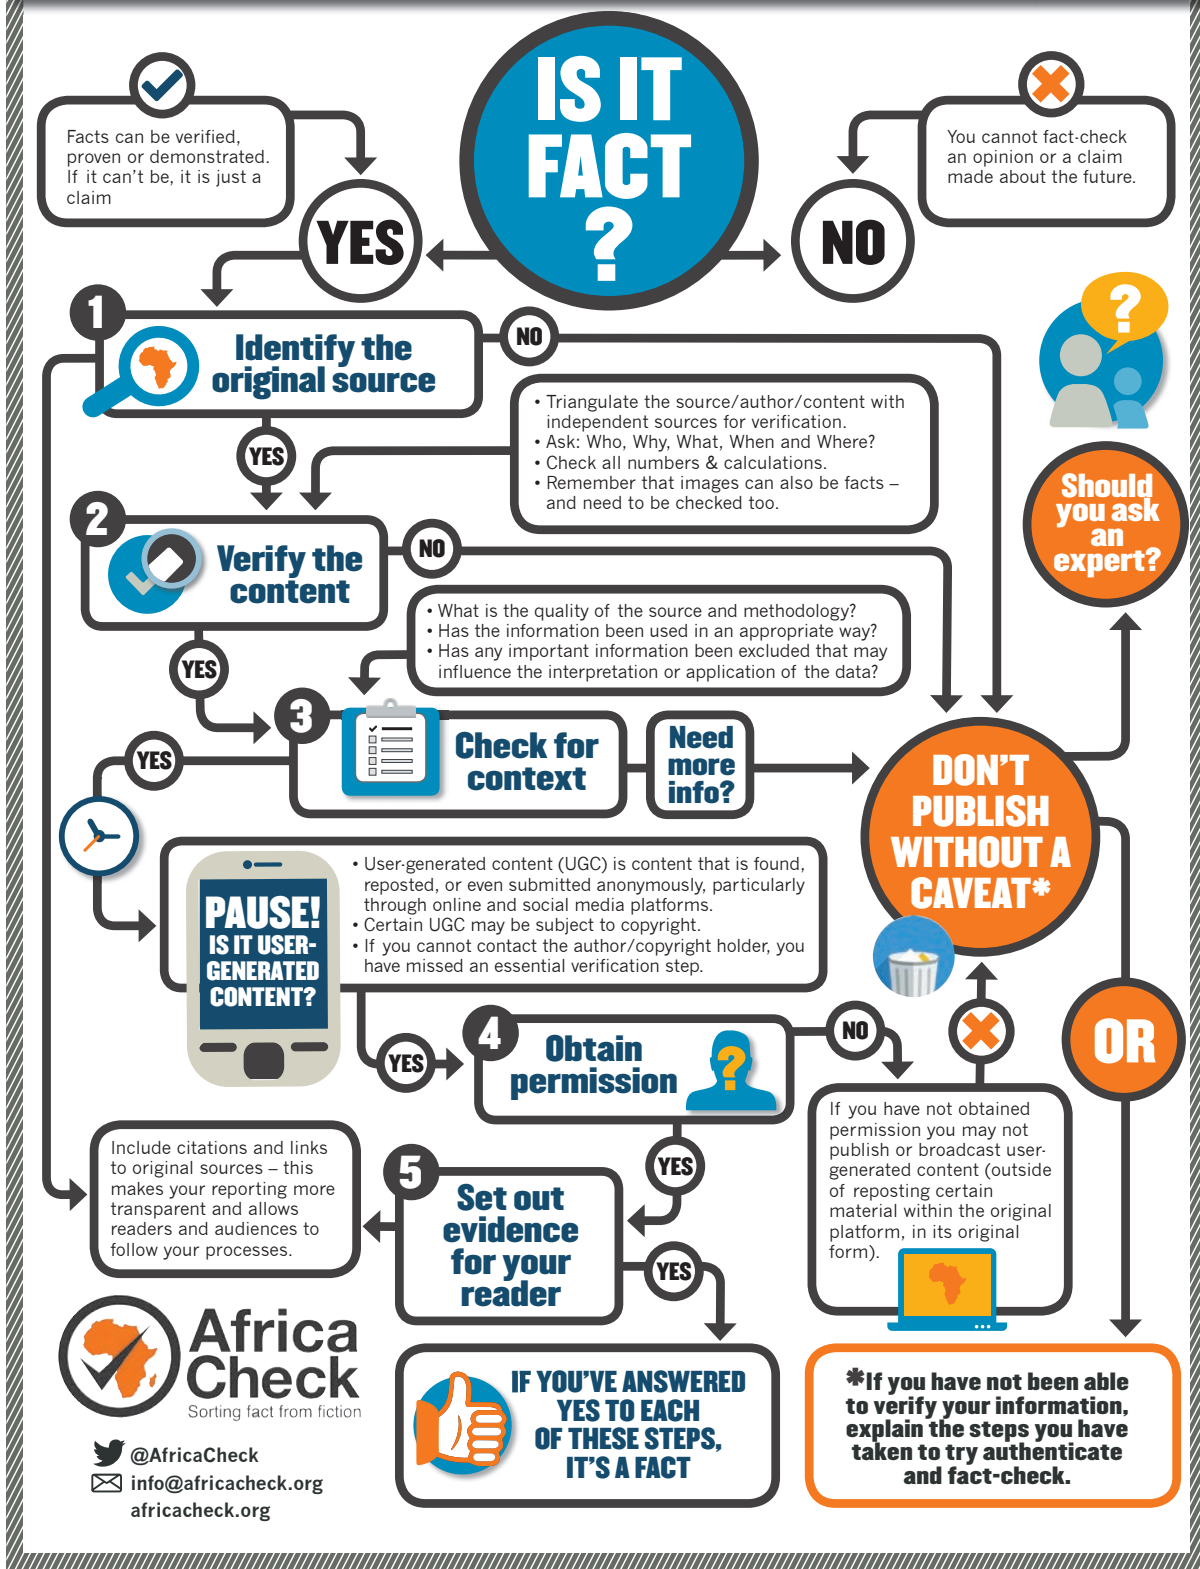 IS IT
FACT
?
Facts can be verified,
proven or demonstrated.
If it can't be, it is just a
claim
YES
You cannot fact-check
an opinion or a claim
made about the future.
NO
1
Identify the
original source
NO
YES
• Triangulate the source/author/content with
independent sources for verification.
• Ask: Who, Why, What, When and Where?
• Check all numbers & calculations.
• Remember that images can also be facts –
and need to be checked too.
?
Should
you ask
an
expert?
2
Verify the
content
NO
YES
• What is the quality of the source and methodology?
• Has the information been used in an appropriate way?
• Has any important information been excluded that may
influence the interpretation or application of the data?
3
Check for
context
Need
more
info?
YES
DON'T
PUBLISH
WITHOUT A
CAVEAT*
PAUSE!
IS IT USER-
GENERATED
CONTENT?
• User-generated content (UGC) is content that is found,
reposted, or even submitted anonymously, particularly
through online and social media platforms.
• Certain UGC may be subject to copyright.
• If you cannot contact the author/copyright holder, you
have missed an essential verification step.
YES
4
Obtain
permission
?
NO
YES
OR
If you have not obtained
permission you may not
publish or broadcast user-
generated content (outside
of reposting certain
material within the original
platform, in its original
form).
Include citations and links
to original sources – this
makes your reporting more
transparent and allows
readers and audiences to
follow your processes.
5
Set out
evidence
for your
reader
YES
IF YOU'VE ANSWERED
YES TO EACH
OF THESE STEPS,
IT'S A FACT
*If you have not been able
to verify your information,
explain the steps you have
taken to try authenticate
and fact-check.
Africa
Check
Sorting fact from fiction
@AfricaCheck
info@africacheck.org
africacheck.org